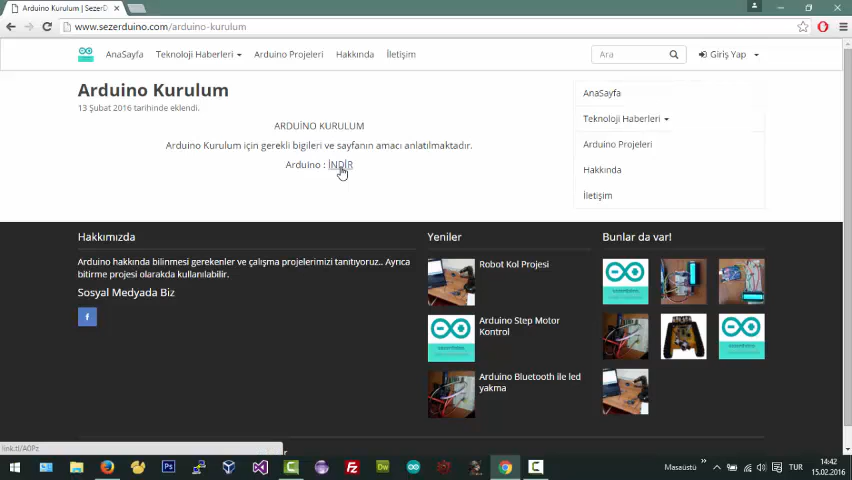 Arduino Kurulum | Sezerduino
www.sezerduino.com/arduino-kurulum
AnaSayfa
Teknoloji Haberleri
Arduino Projeleri
Hakkında
İletişim
Ara
Giriş Yap
Arduino Kurulum
13 Şubat 2016 tarihinde eklendi.
ARDUİNO KURULUM
Arduino Kurulum için gerekli bigileri ve sayfanın amacı anlatılmaktadır.
Arduino : İNDİR
AnaSayfa
Teknoloji Haberleri
Arduino Projeleri
Hakkında
İletişim
Hakkımızda
Arduino hakkında bilinmesi gerekenler ve çalışma projelerimizi tanıtıyoruz.. Ayrıca
bitirme projesi olarakda kullanılabilir.
Sosyal Medyada Biz
Yeniler
Robot Kol Projesi
Arduino Step Motor
Kontrol
Arduino Bluetooth ile led
yakma
Bunlar da var!
link.tl/A0Pz
Masaüstü
TUR
14:42
15.02.2016